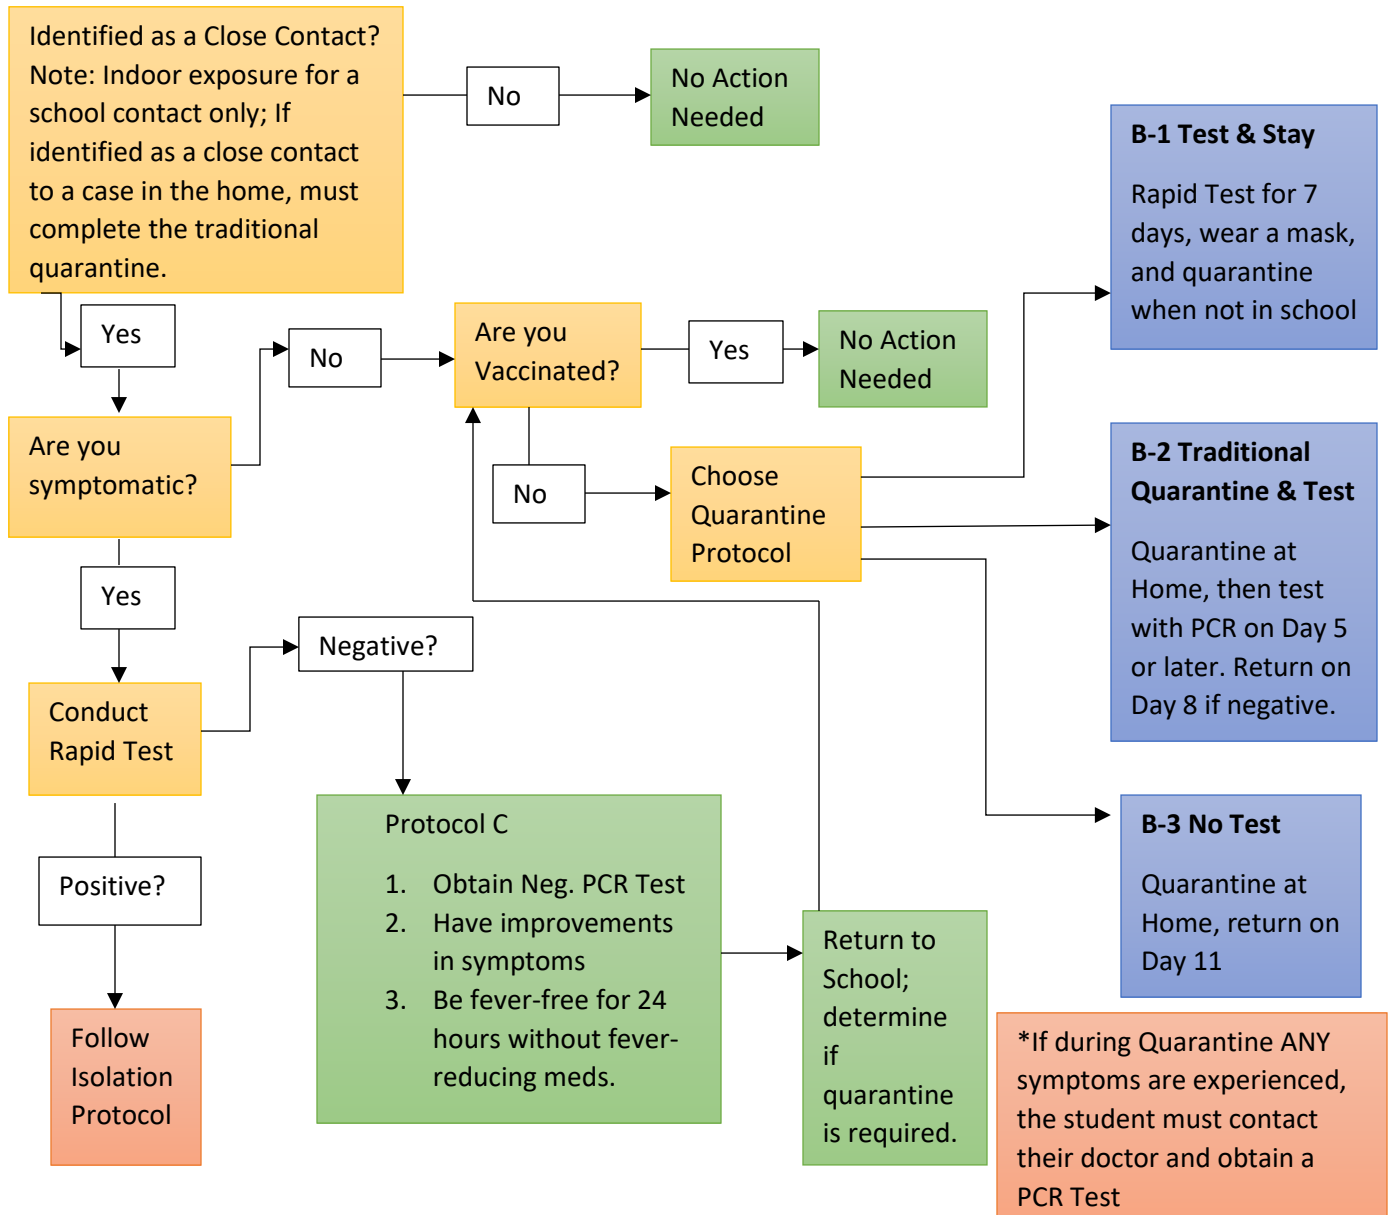 Identified as a Close Contact?
Note: Indoor exposure for a
school contact only; If
identified as a close contact
to a case in the home, must
complete the traditional
quarantine.
No
No Action
Needed
Yes
Are you
symptomatic?
No
Are you
Vaccinated?
Yes
No Action
Needed
No
Choose
Quarantine
Protocol
B-1 Test & Stay
Rapid Test for 7
days, wear a mask,
and quarantine
when not in school
B-2 Traditional
Quarantine & Test
Quarantine at
Home, then test
with PCR on Day 5
or later. Return on
Day 8 if negative.
B-3 No Test
Quarantine at
Home, return on
Day 11
Yes
Conduct
Rapid Test
Negative?
Protocol C
1. Obtain Neg. PCR Test
2. Have improvements
in symptoms
3. Be fever-free for 24
hours without fever-
reducing meds.
Return to
School;
determine
if
quarantine
is required.
Positive?
Follow
Isolation
Protocol
*If during Quarantine ANY
symptoms are experienced,
the student must contact
their doctor and obtain a
PCR Test